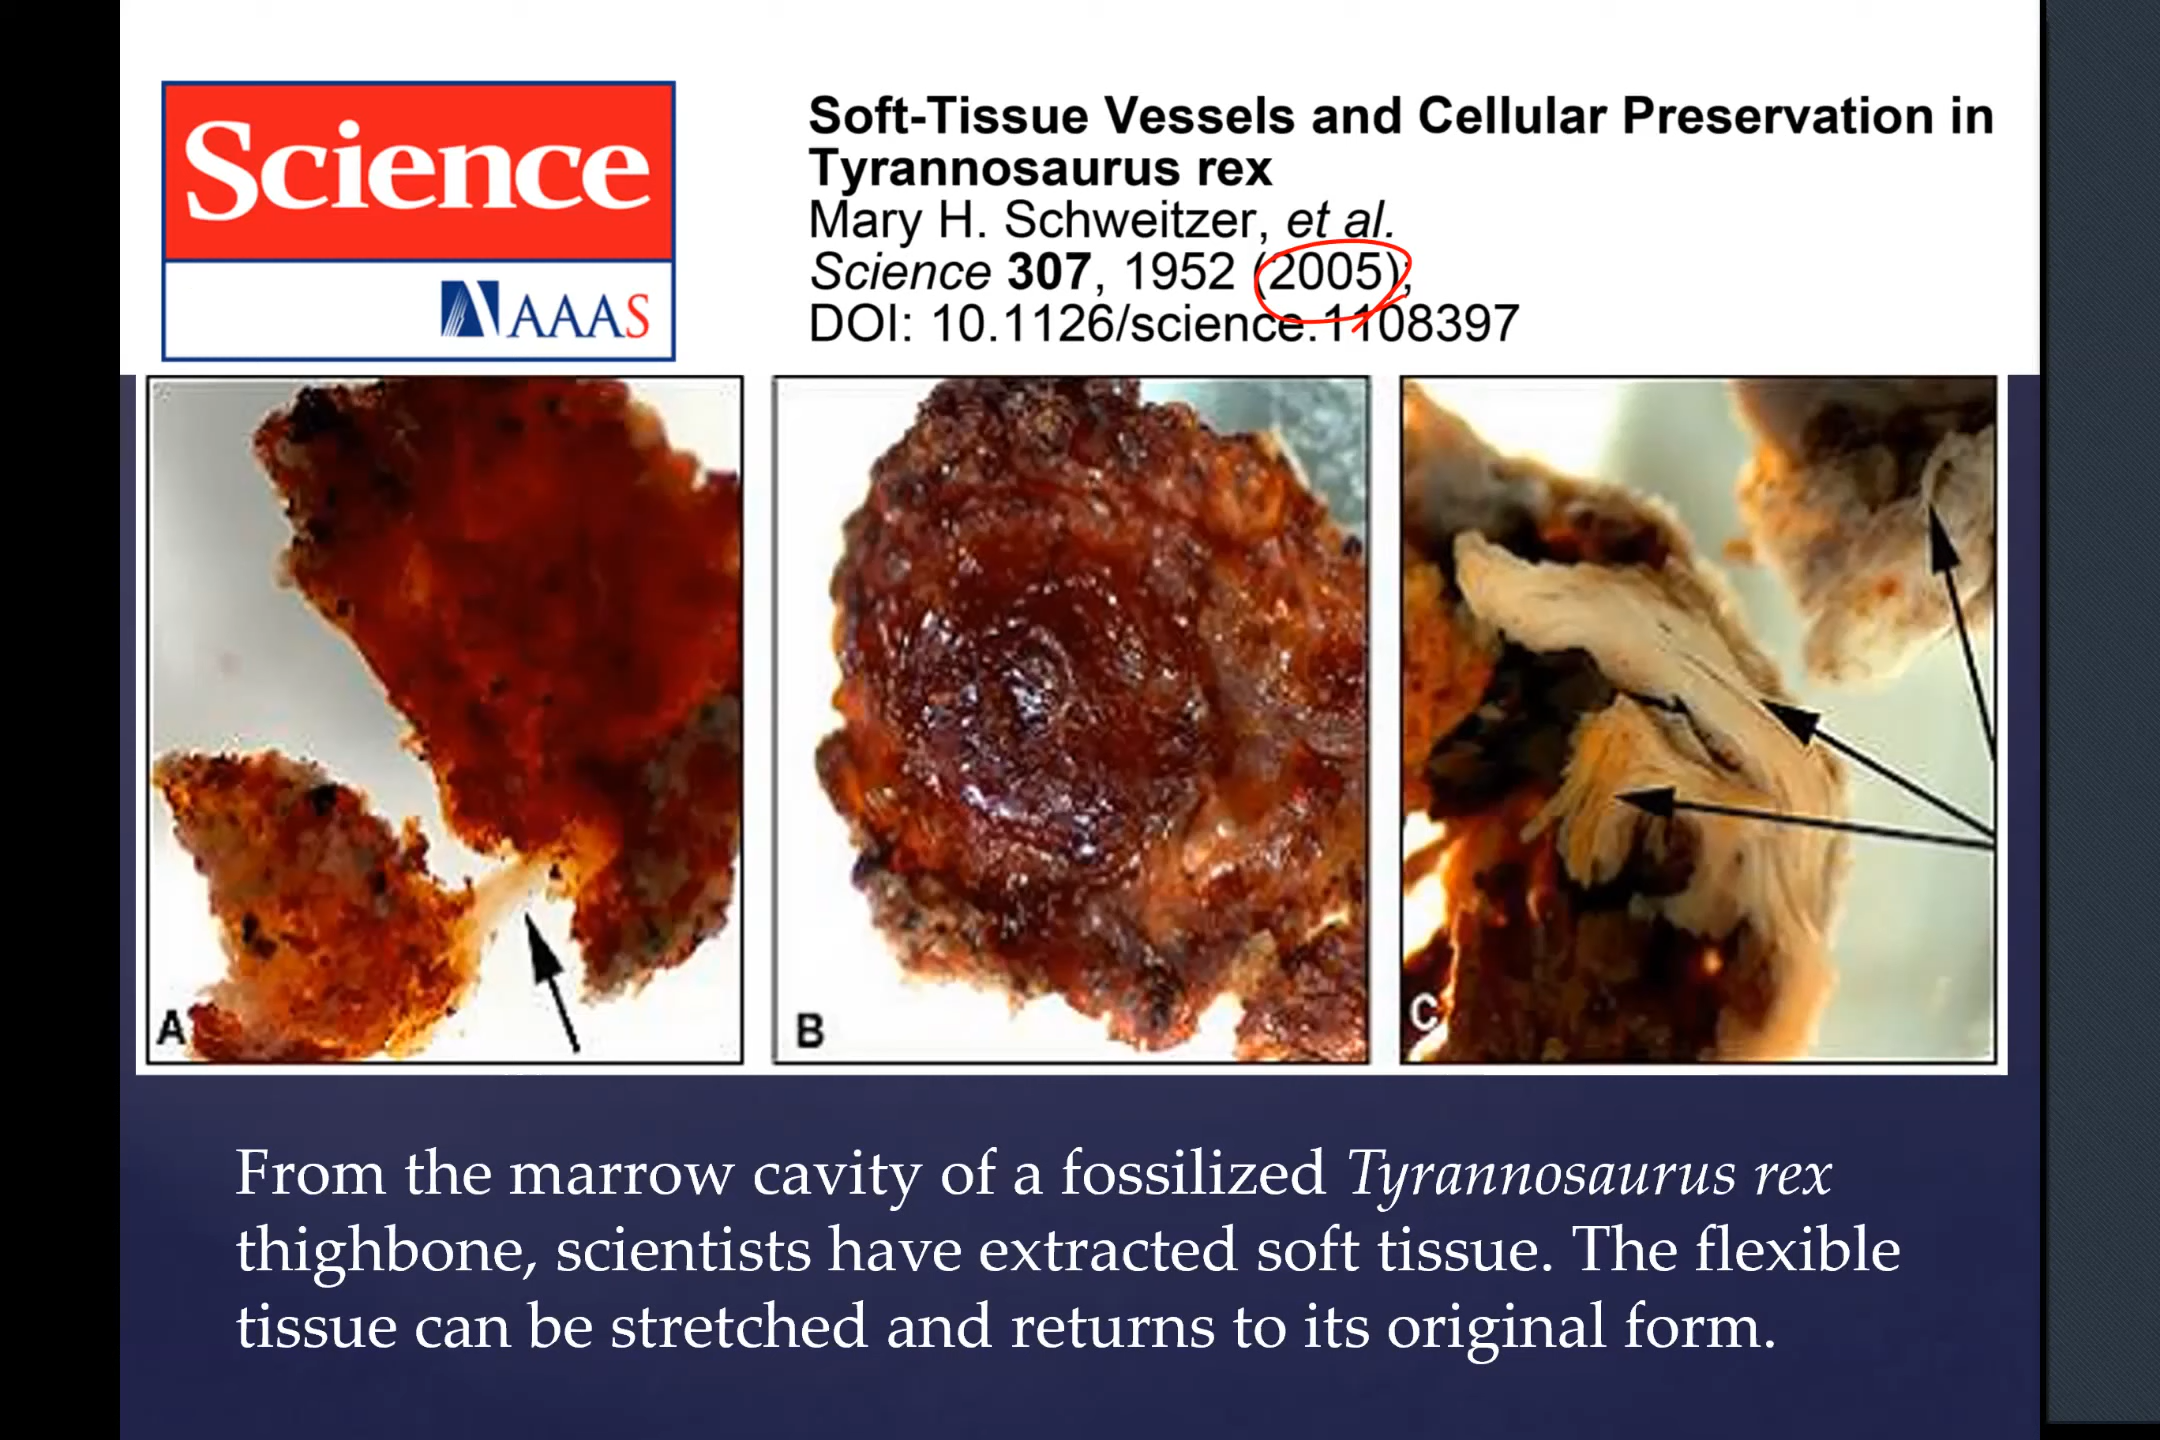 Science
AAAS
Soft-Tissue Vessels and Cellular Preservation in
Tyrannosaurus rex
Mary H. Schweitzer, et al.
Science 307, 1952 (2005);
DOI: 10.1126/science.1108397
A
B
C
From the marrow cavity of a fossilized Tyrannosaurus rex
thighbone, scientists have extracted soft tissue. The flexible
tissue can be stretched and returns to its original form.